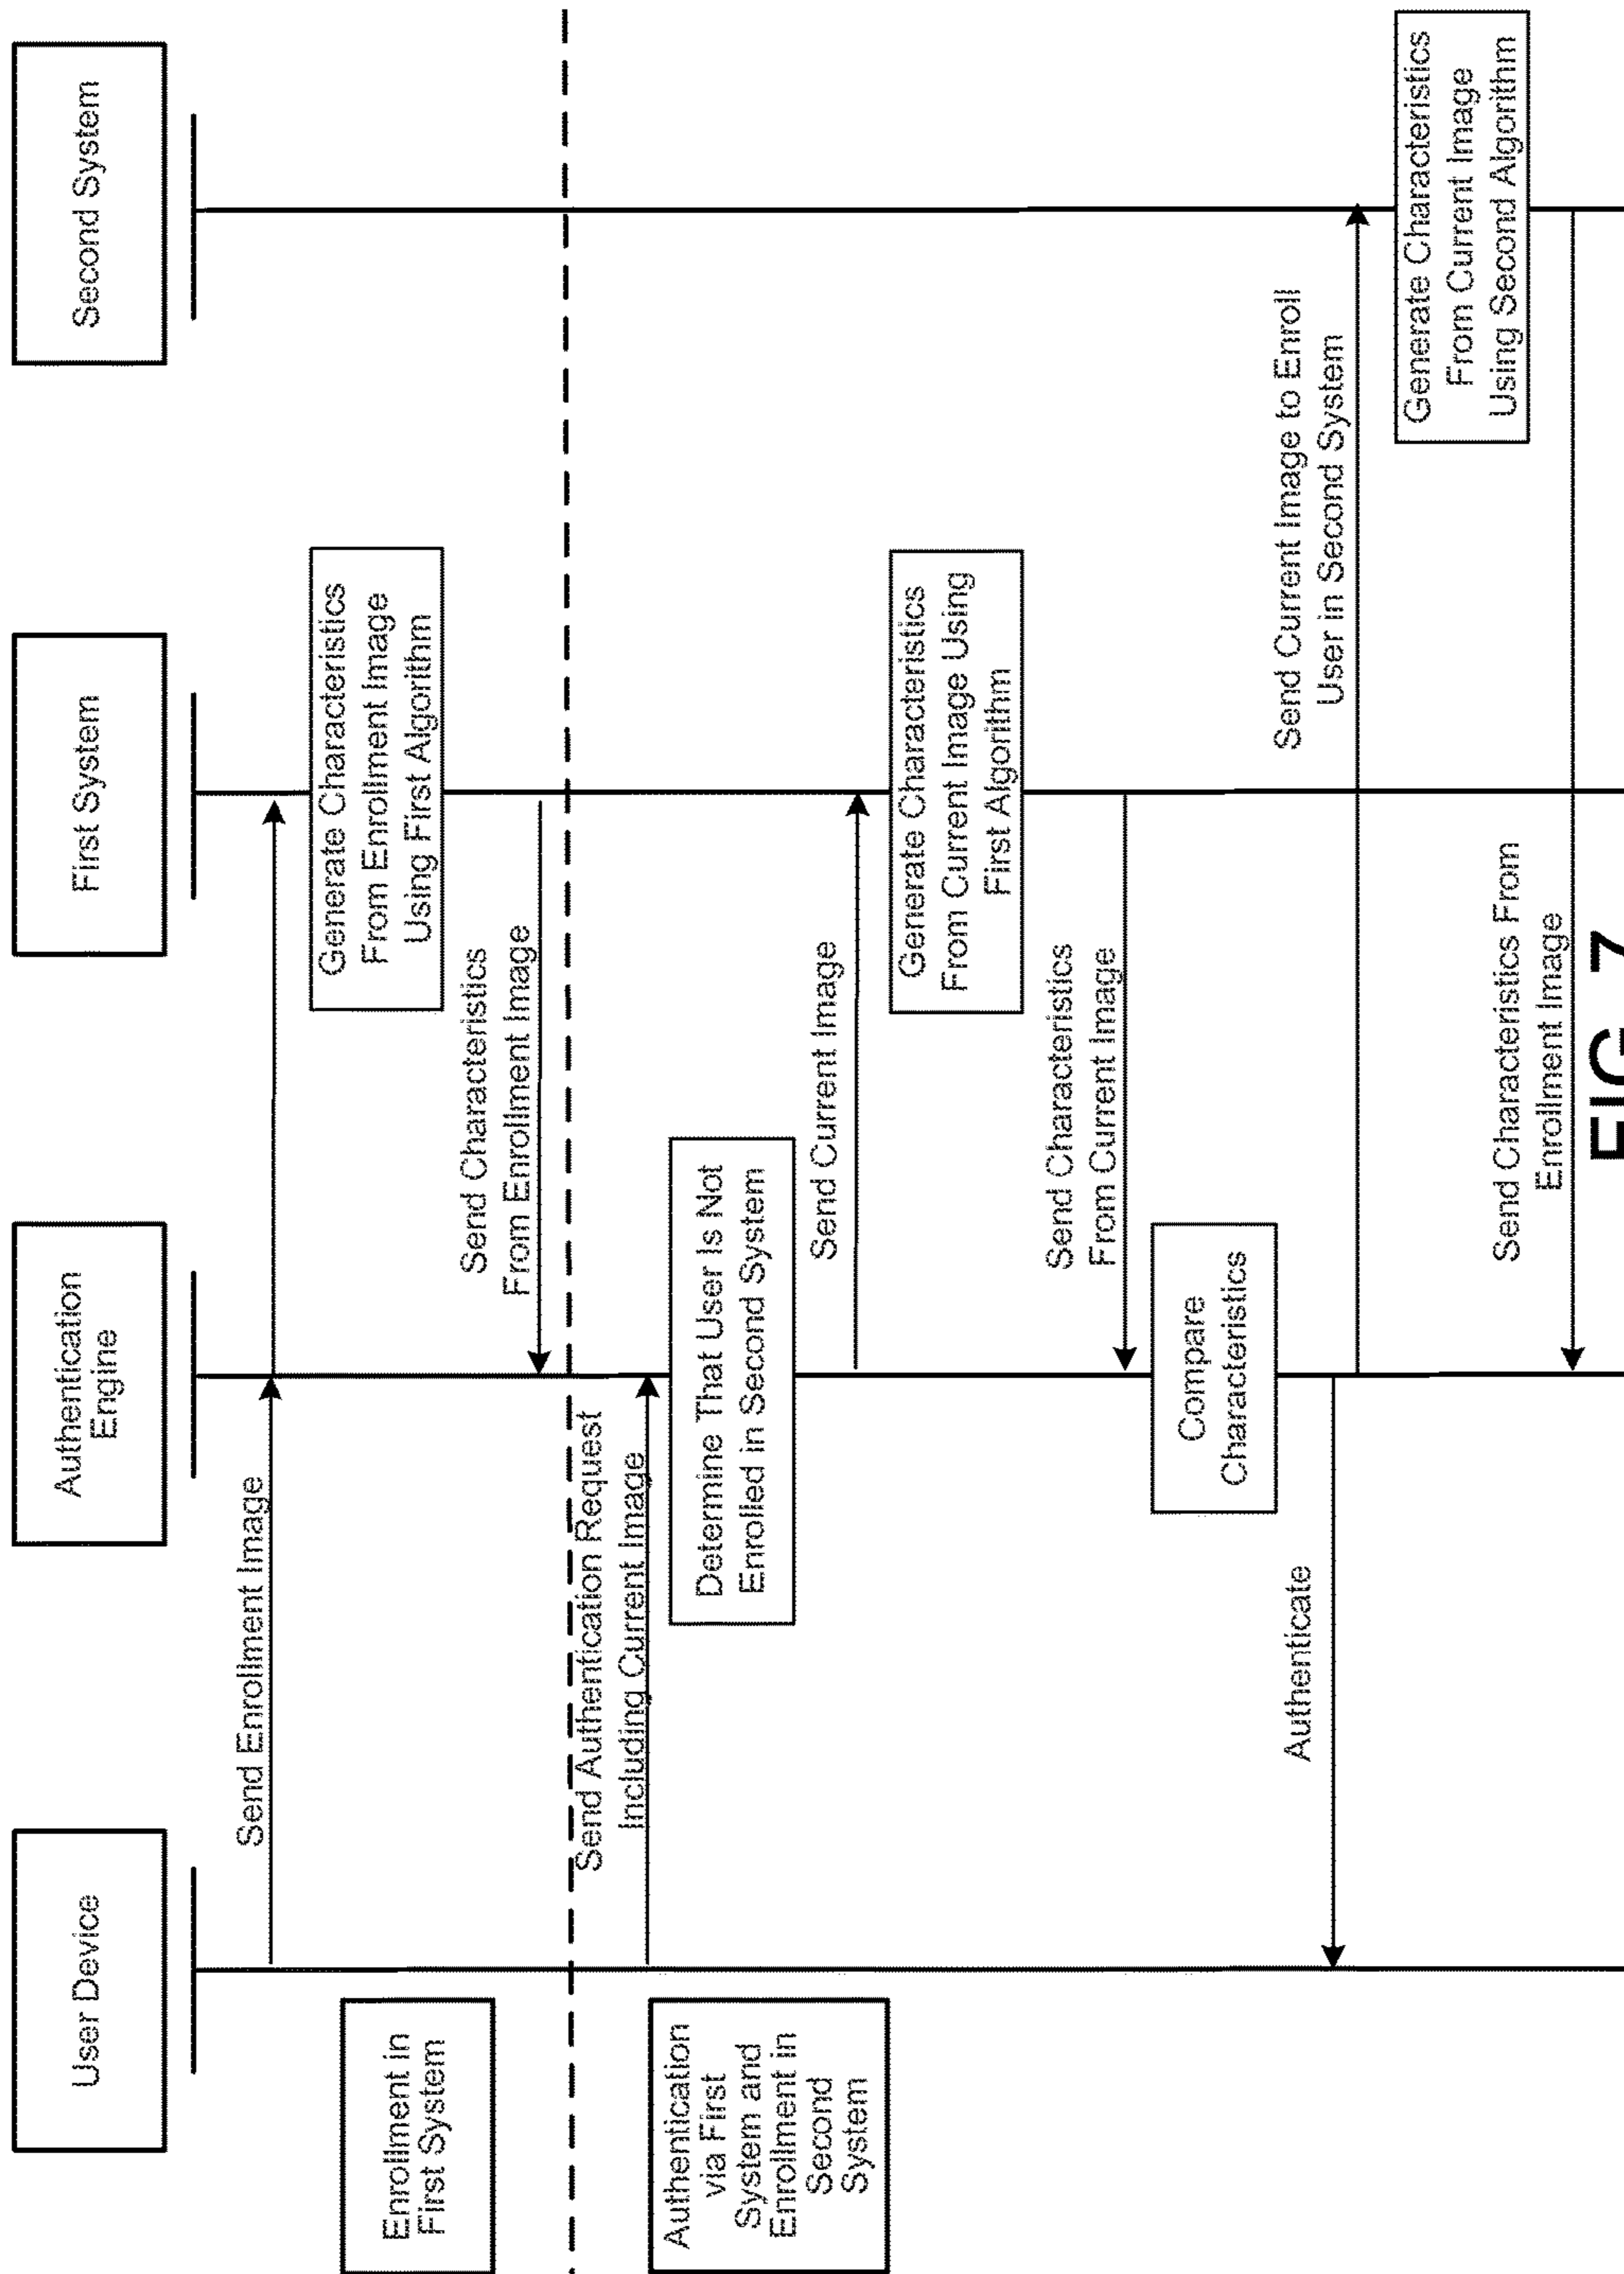 User Device
Authentication
Engine
First System
Second System
Enrollment in
First System
Send Enrollment Image
Generate Characteristics
From Enrollment Image
Using First Algorithm
Send Characteristics
From Enrollment Image
Authentication
via First
System and
Enrollment in
Second
System
Send Authentication Request
Including Current Image
Determine That User Is Not
Enrolled in Second System
Send Current Image
Generate Characteristics
From Current Image Using
First Algorithm
Send Characteristics
From Current Image
Compare
Characteristics
Authenticate
Send Current Image to Enroll
User in Second System
Generate Characteristics
From Current Image
Using Second Algorithm
Send Characteristics From
Enrollment Image
FIG. 7